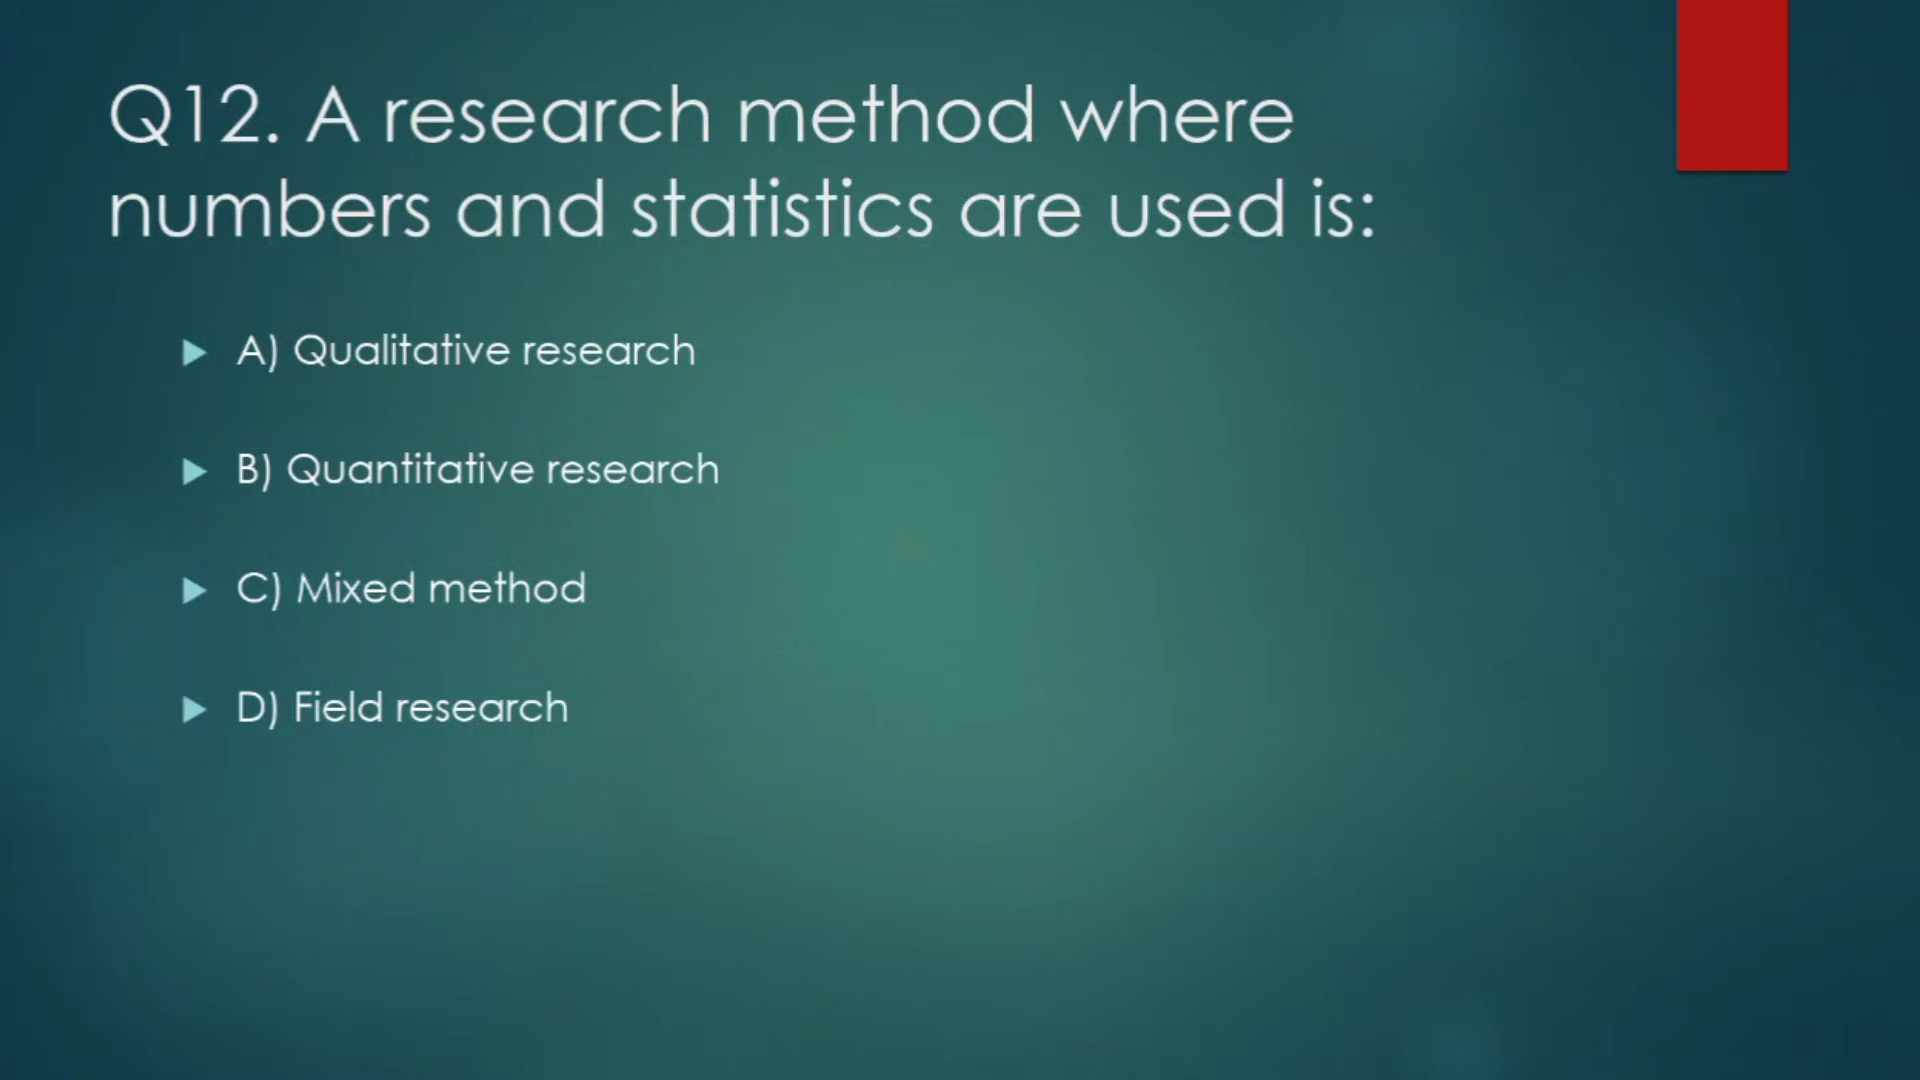 Q12. A research method where
numbers and statistics are used is:
A) Qualitative research
B) Quantitative research
C) Mixed method
D) Field research